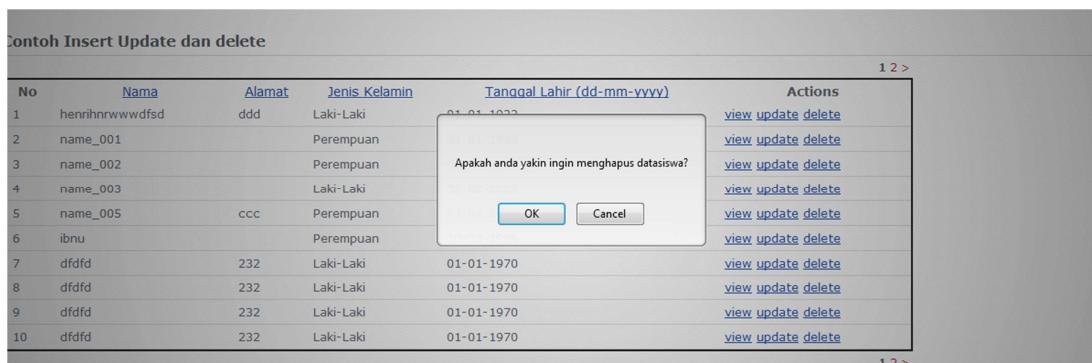 Contoh Insert Update dan delete
1 2 >
No Nama Alamat Jenis Kelamin Tanggal Lahir (dd-mm-yyyy) Actions
1 henrihnrwwwdfsd ddd Laki-Laki view update delete
2 name_001 Perempuan view update delete
3 name_002 Perempuan view update delete
4 name_003 Laki-Laki view update delete
5 name_005 ccc Perempuan view update delete
6 ibnu Perempuan view update delete
7 dfdfd 232 Laki-Laki 01-01-1970 view update delete
8 dfdfd 232 Laki-Laki 01-01-1970 view update delete
9 dfdfd 232 Laki-Laki 01-01-1970 view update delete
10 dfdfd 232 Laki-Laki 01-01-1970 view update delete
Apakah anda yakin ingin menghapus datasiswa?
OK Cancel
1 2 >